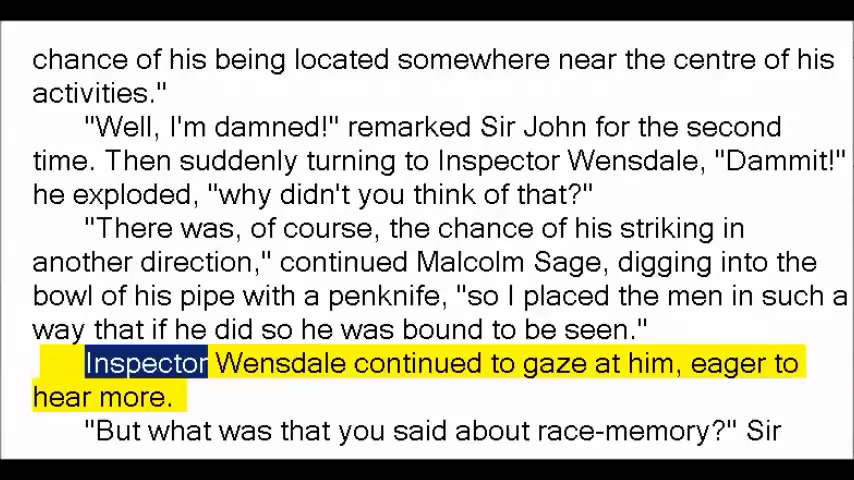 chance of his being located somewhere near the centre of his
activities."
"Well, I'm damned!" remarked Sir John for the second
time. Then suddenly turning to Inspector Wensdale, "Dammit!"
he exploded, "why didn't you think of that?"
"There was, of course, the chance of his striking in
another direction," continued Malcolm Sage, digging into the
bowl of his pipe with a penknife, "so I placed the men in such a
way that if he did so he was bound to be seen."
Inspector Wensdale continued to gaze at him, eager to
hear more.
"But what was that you said about race-memory?" Sir